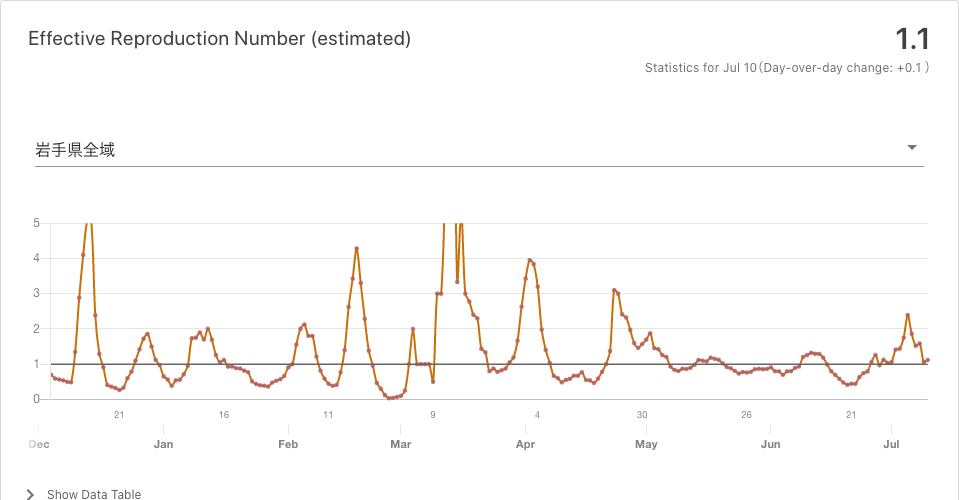 Effective Reproduction Number (estimated)
1.1
Statistics for Jul 10(Day-over-day change: +0.1 )
岩手県全域
5
4
3
2
1
0
21 16 11 9 4 30 26 21
Dec Jan Feb Mar Apr May Jun Jul
Show Data Table